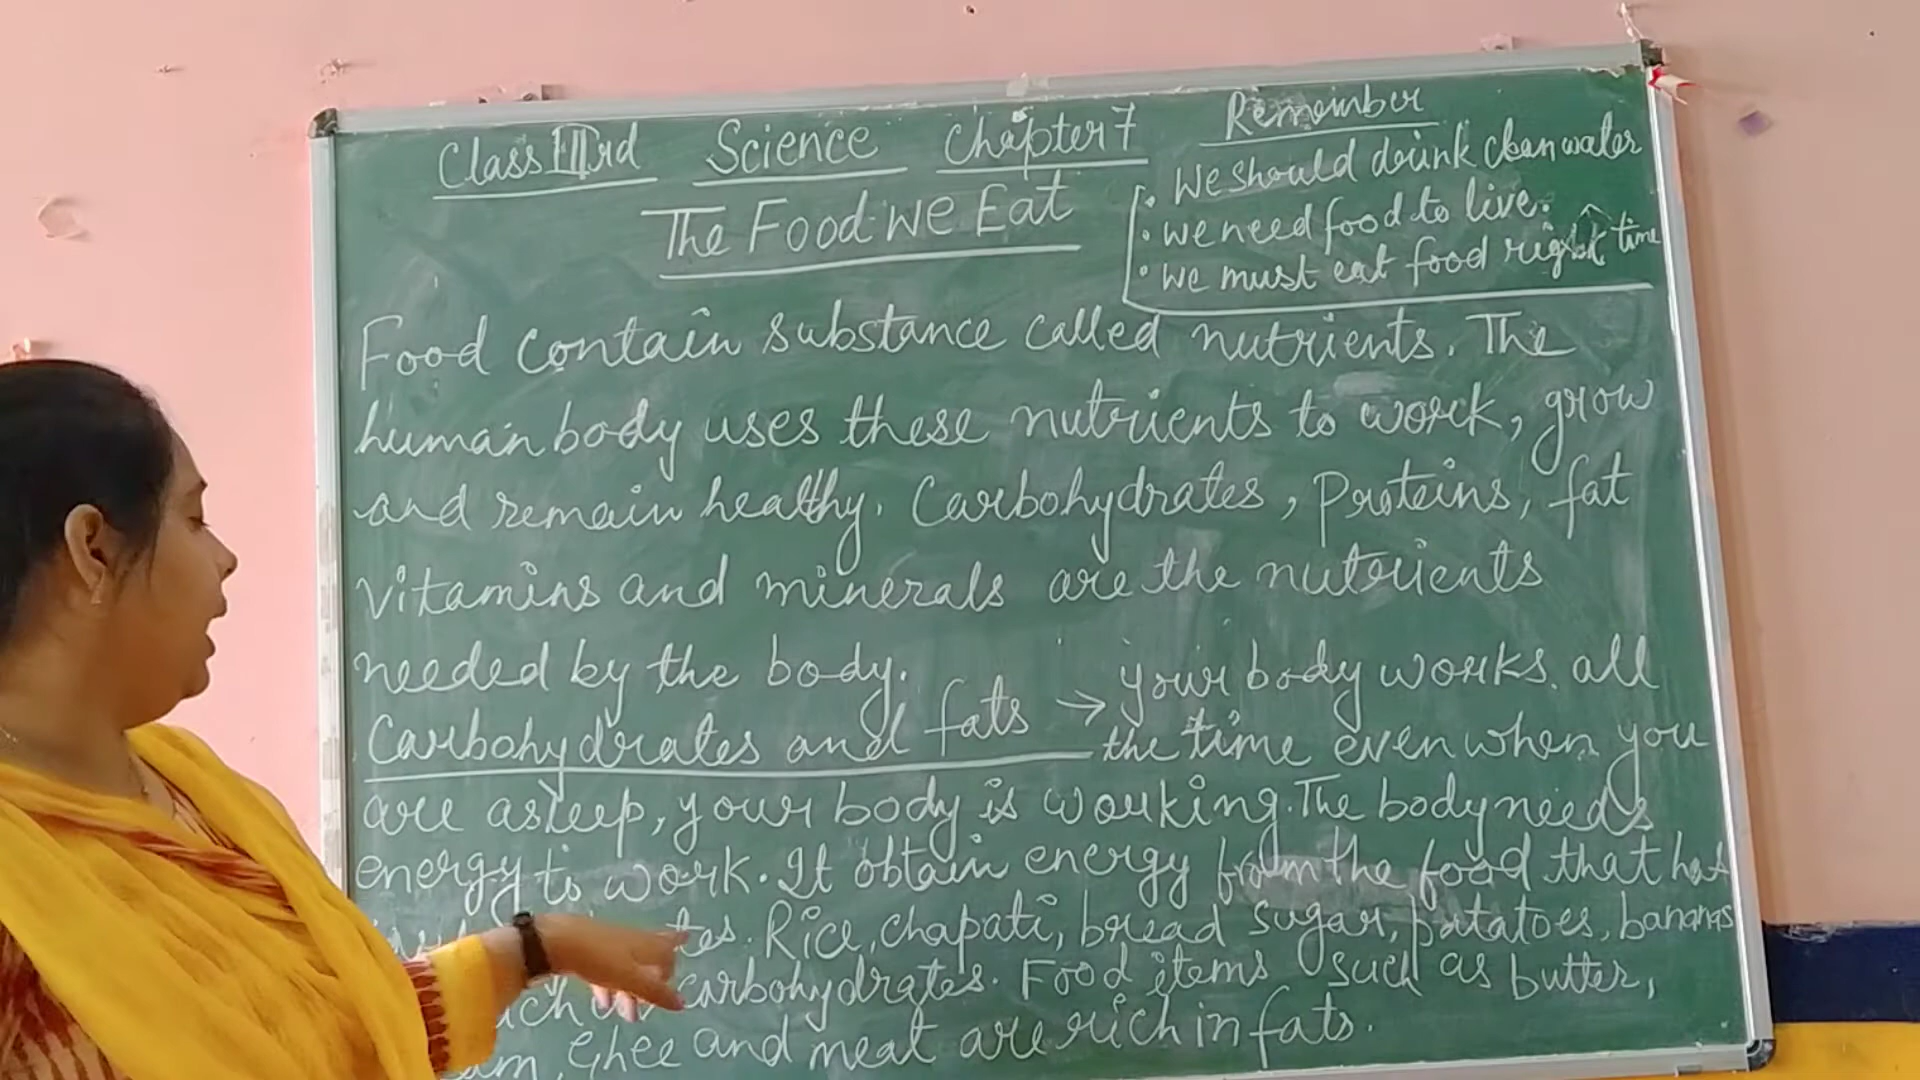 Class IIIrd Science Chapter 7
The Food we Eat
Remember
• We should drink clean water
• we need food to live.
• we must eat food right time
Food contain substance called nutrients. The
human body uses these nutrients to work, grow
and remain healthy. Carbohydrates, Proteins, fat
vitamins and minerals are the nutrients
needed by the body.
Carbohydrates and fats → your body works. all
the time even when you
are asleep, your body is working. The body needs
energy to work. It obtain energy from the food that has
Rice, chapati, bread sugar, potatoes, bananas
carbohydrates. Food items such as butter,
Ghee and meat are rich in fats.